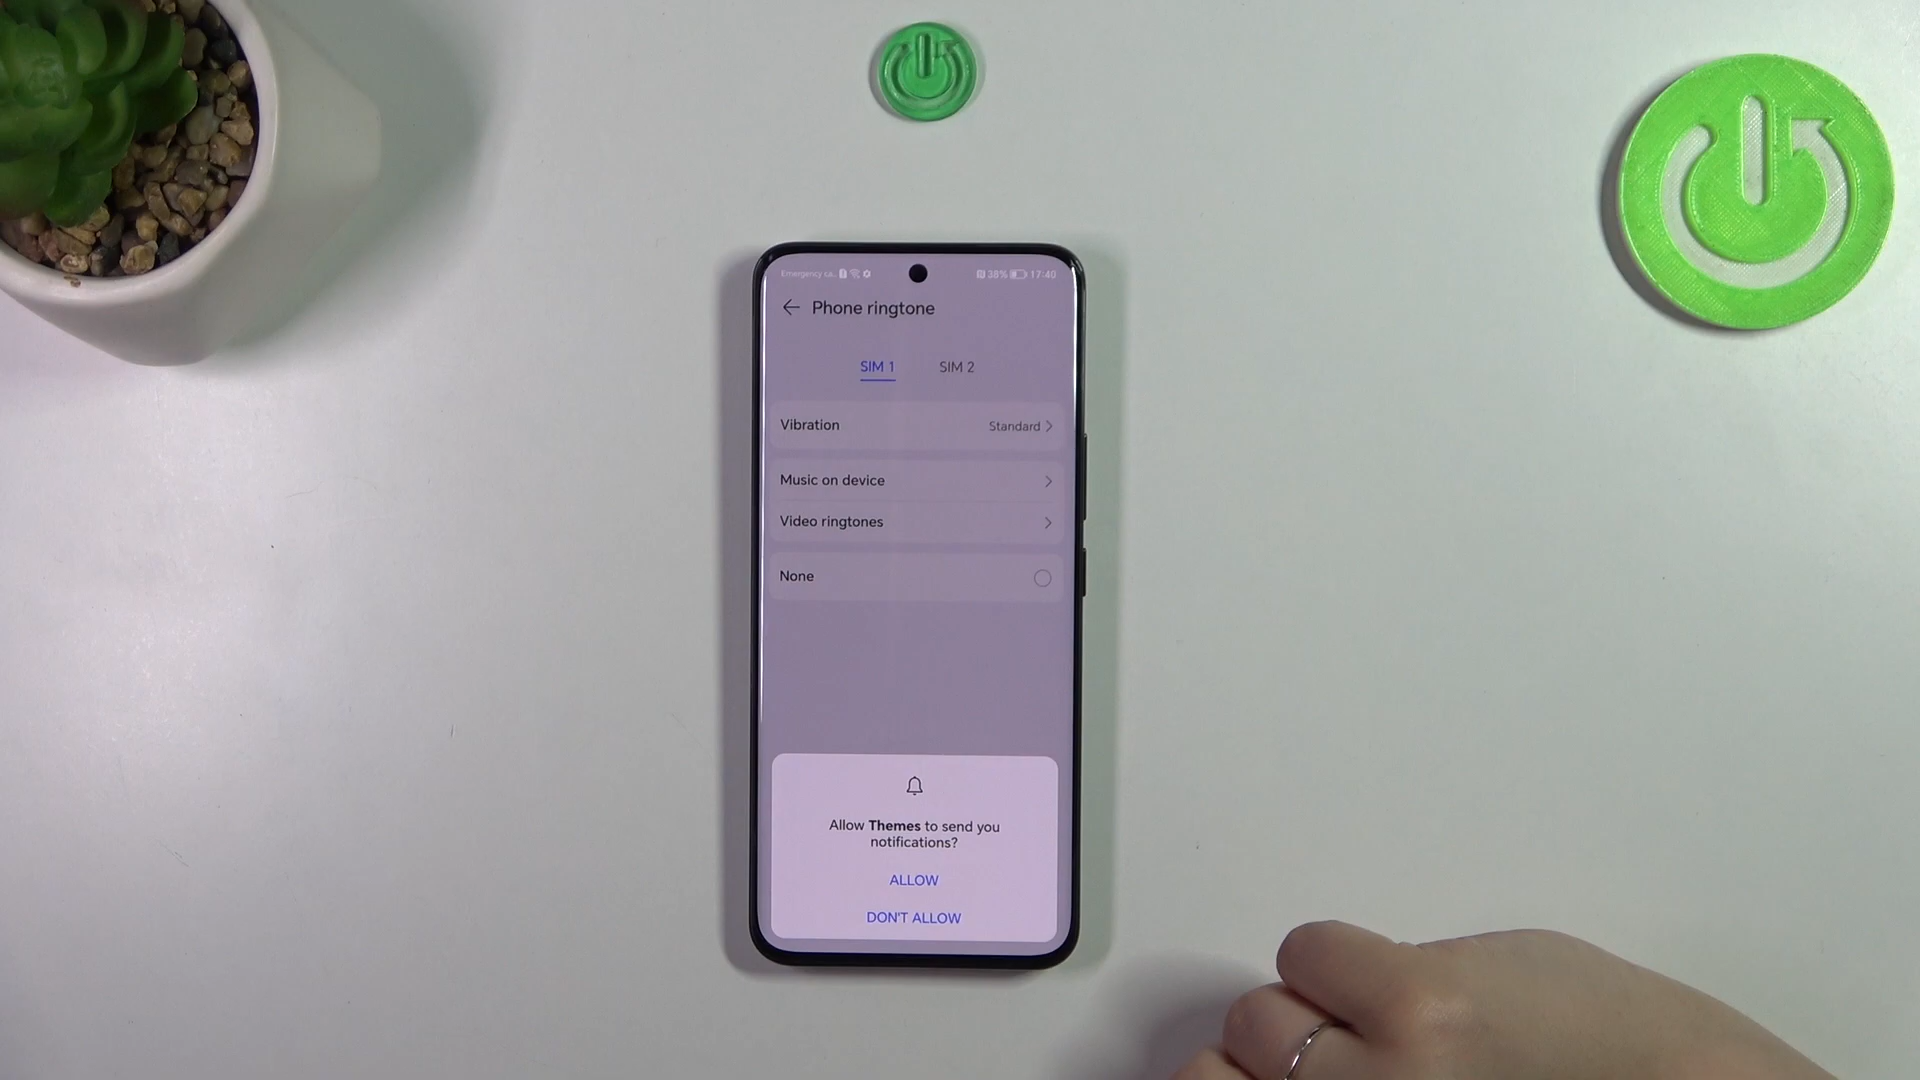 Emergency ca... 38% 17:40
Phone ringtone
SIM 1 SIM 2
Vibration Standard
Music on device
Video ringtones
None
Allow Themes to send you
notifications?
ALLOW
DON'T ALLOW